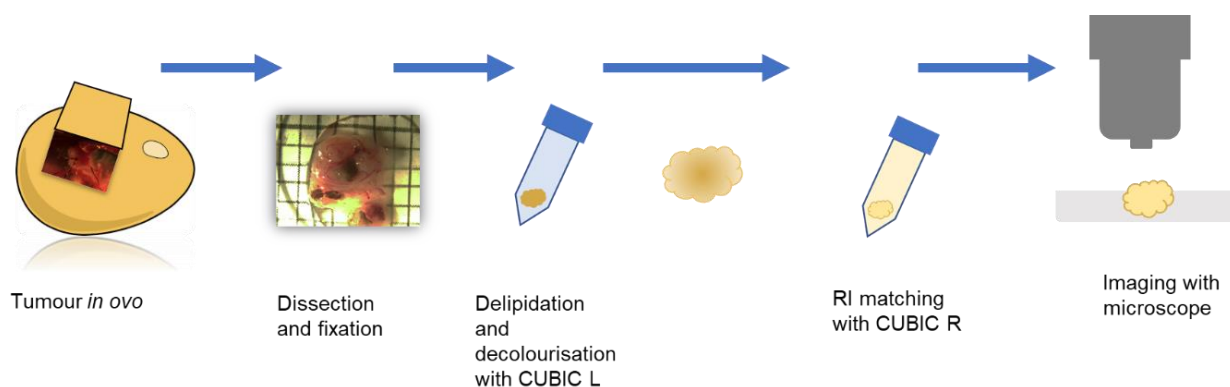 Tumour in ovo
Dissection
and fixation
Delipidation
and
decolourisation
with CUBIC L
RI matching
with CUBIC R
Imaging with
microscope